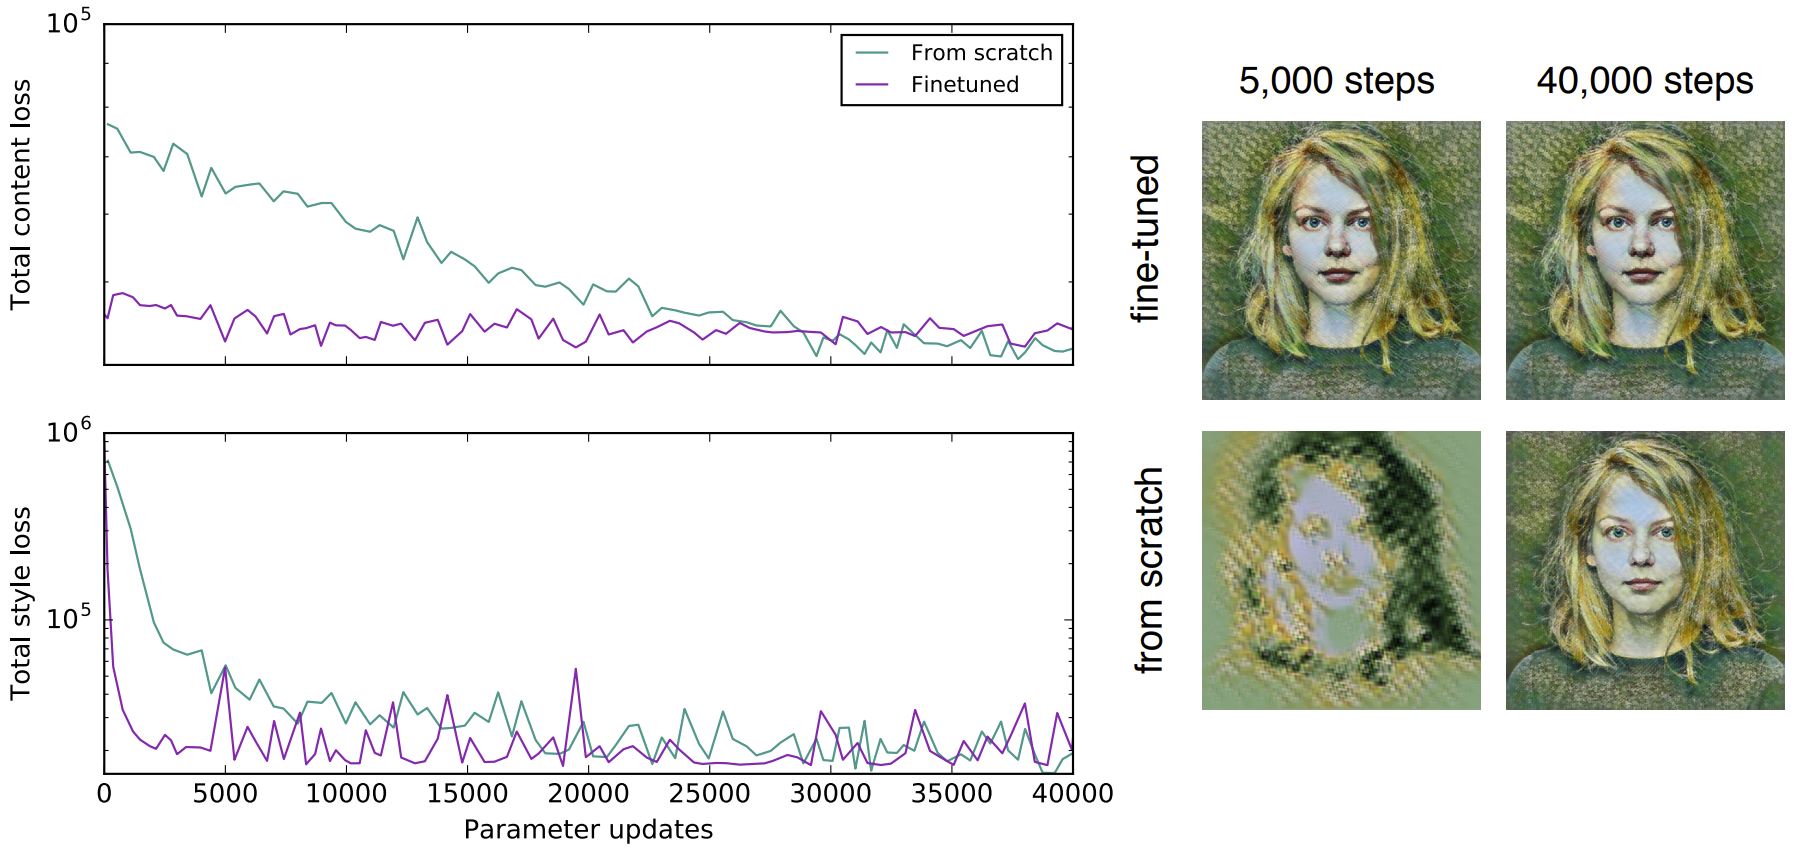 10^5
Total content loss
From scratch
Finetuned
10^6
10^5
Total style loss
0 5000 10000 15000 20000 25000 30000 35000 40000
Parameter updates
5,000 steps 40,000 steps
fine-tuned
from scratch